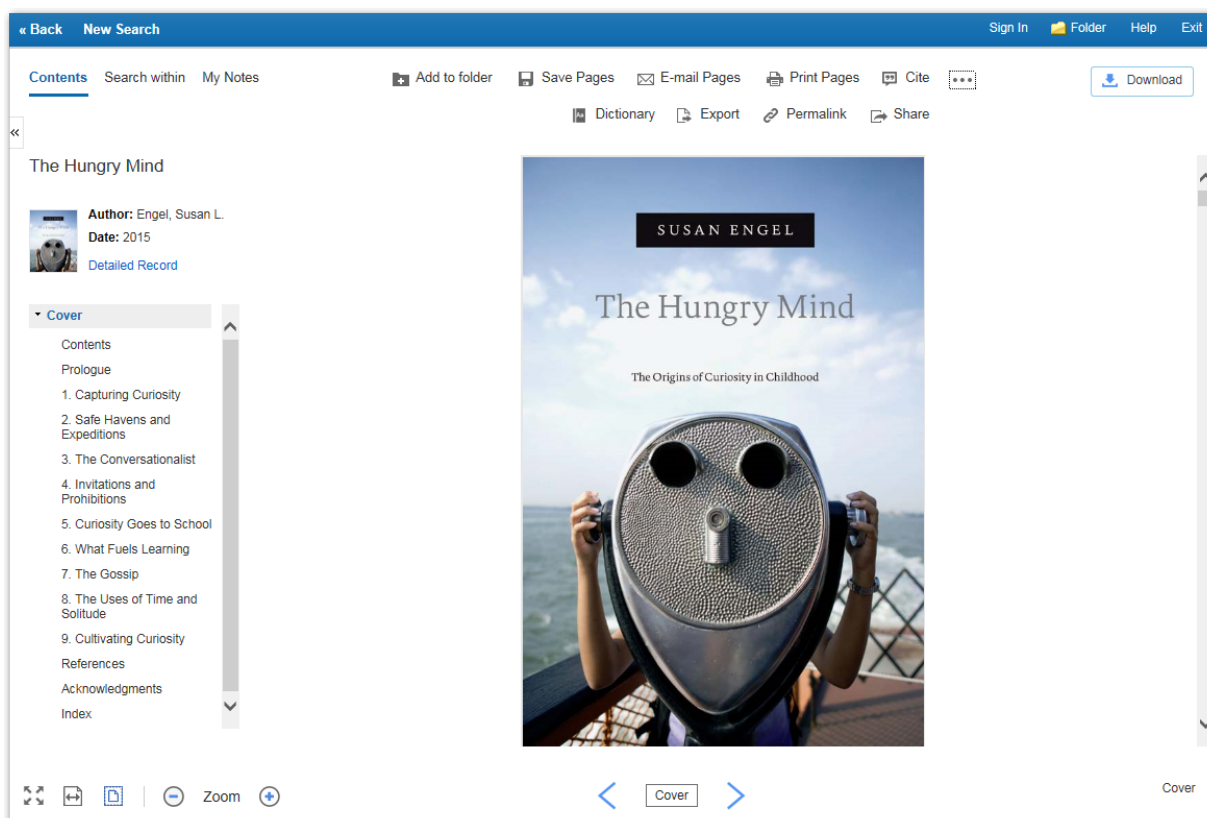 « Back New Search Sign In Folder Help Exit
Contents Search within My Notes Add to folder Save Pages E-mail Pages Print Pages Cite Download
Dictionary Export Permalink Share
«
The Hungry Mind
Author: Engel, Susan L.
Date: 2015
Detailed Record
Cover
Contents
Prologue
1. Capturing Curiosity
2. Safe Havens and
Expeditions
3. The Conversationalist
4. Invitations and
Prohibitions
5. Curiosity Goes to School
6. What Fuels Learning
7. The Gossip
8. The Uses of Time and
Solitude
9. Cultivating Curiosity
References
Acknowledgments
Index
SUSAN ENGEL
The Hungry Mind
The Origins of Curiosity in Childhood
Zoom Cover Cover